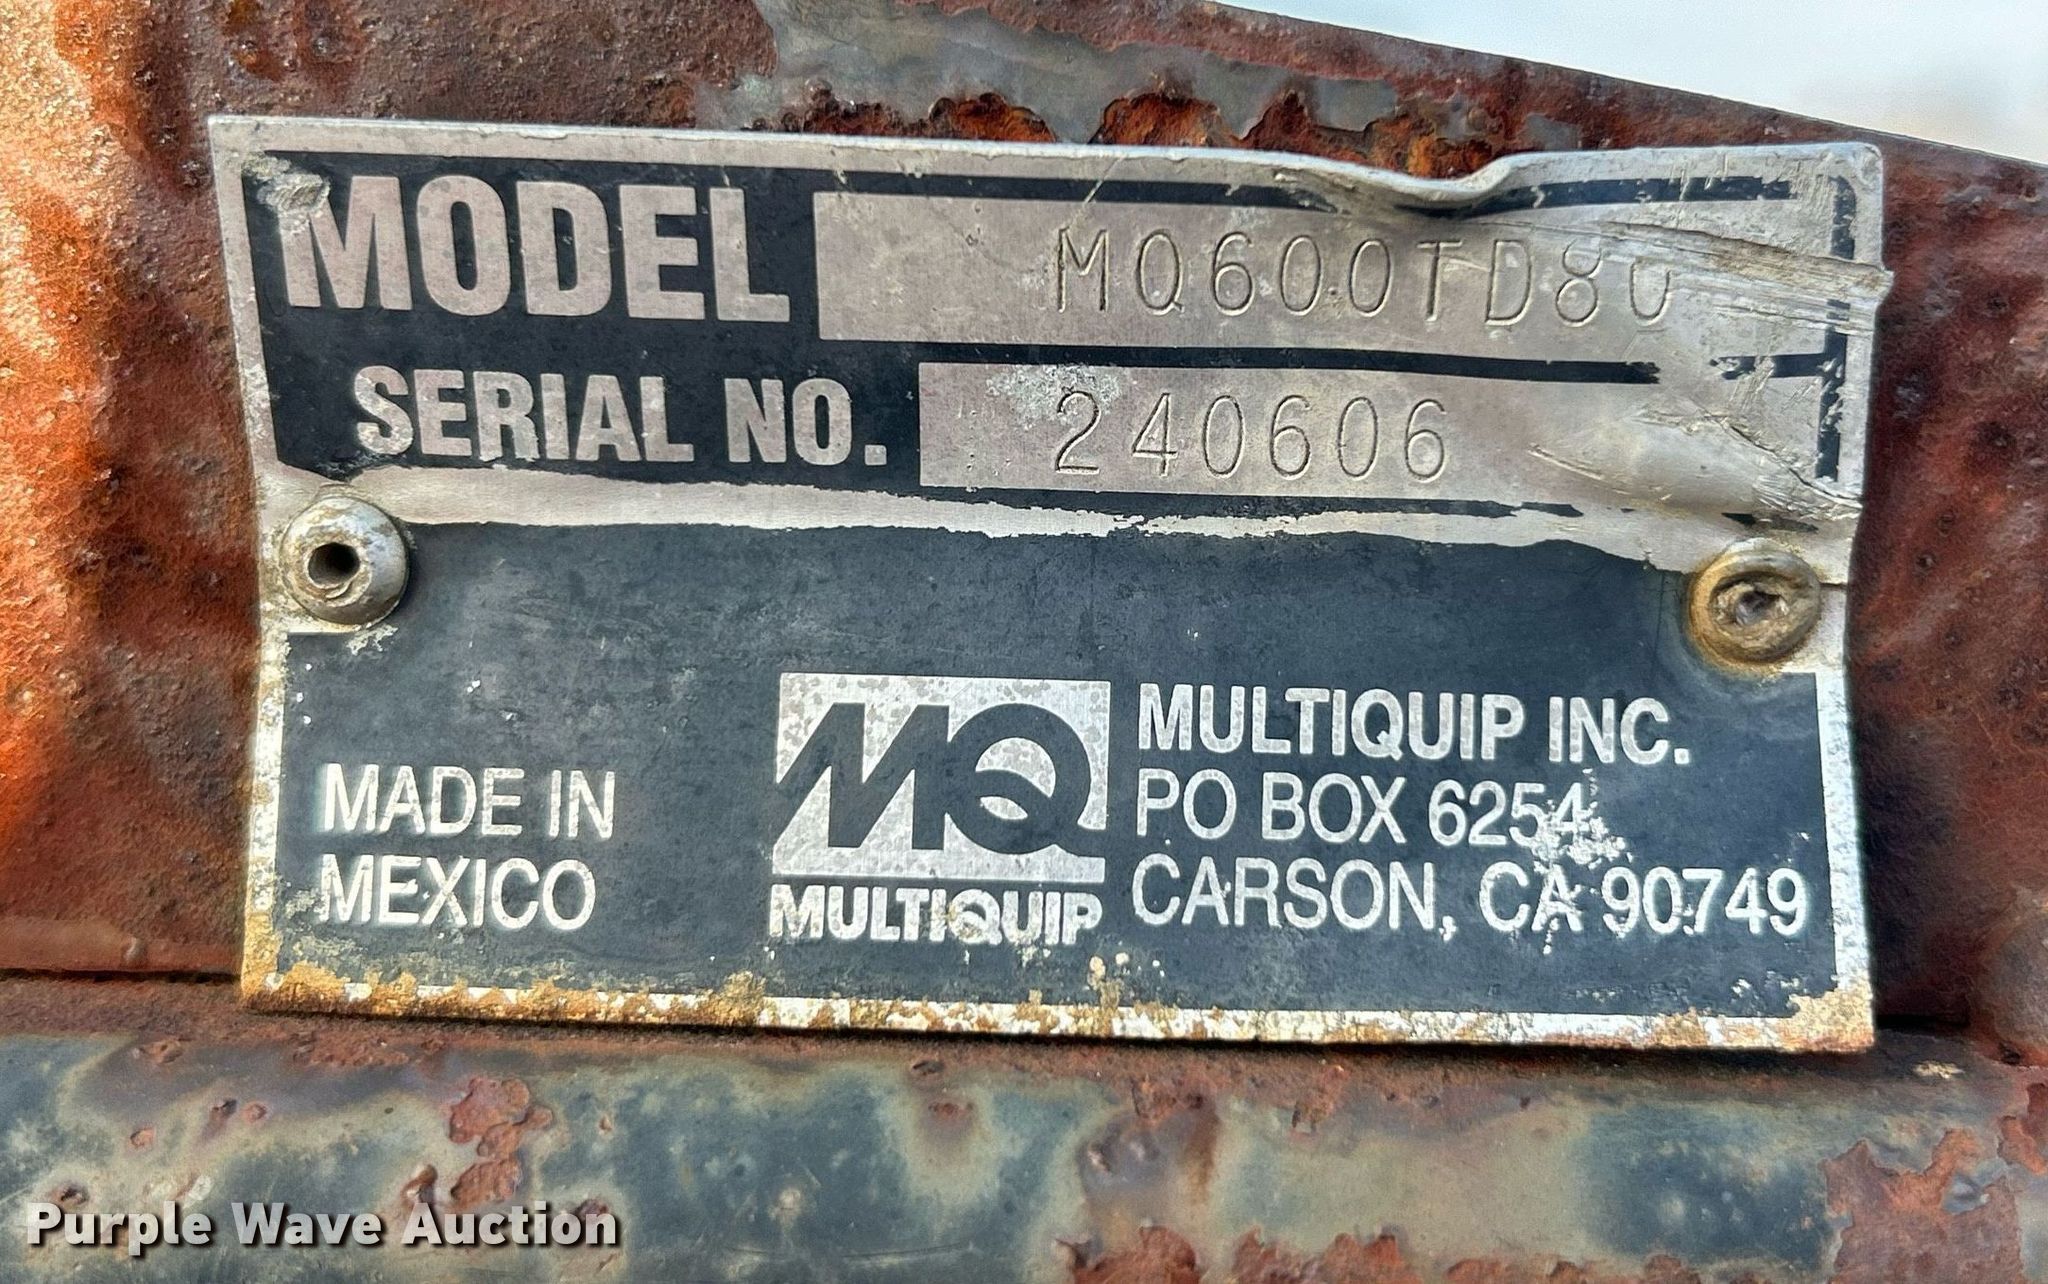 MODEL MQ600TD80
SERIAL NO. 240606
MADE IN
MEXICO
MQ
MULTIQUIP
MULTIQUIP INC.
PO BOX 6254
CARSON, CA 90749
Purple Wave Auction